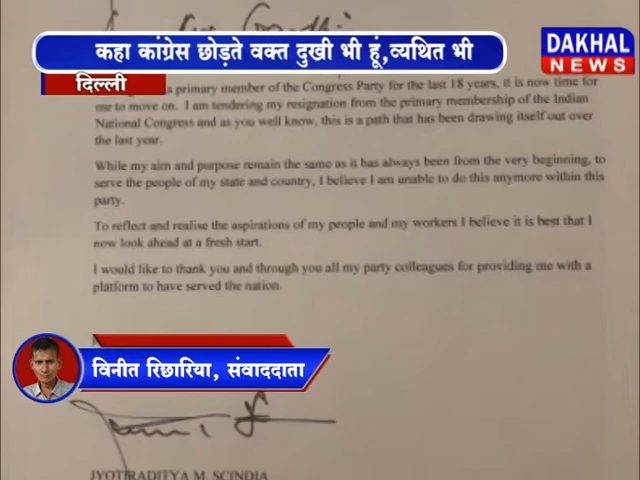 Gandhi
कहा कांग्रेस छोड़ते वक्त दुखी भी हूं,व्यथित भी
DAKHAL
NEWS
दिल्ली
a primary member of the Congress Party for the last 18 years, it is now time for
me to move on. I am tendering my resignation from the primary membership of the Indian
National Congress and as you well know, this is a path that has been drawing itself out over
the last year.
While my aim and purpose remain the same as it has always been from the very beginning, to
serve the people of my state and country, I believe I am unable to do this anymore within this
party.
To reflect and realise the aspirations of my people and my workers I believe it is best that I
now look ahead at a fresh start.
I would like to thank you and through you all my party colleagues for providing me with a
platform to have served the nation.
विनीत रिछारिया, संवाददाता
JYOTIRADITYA M. SCINDIA